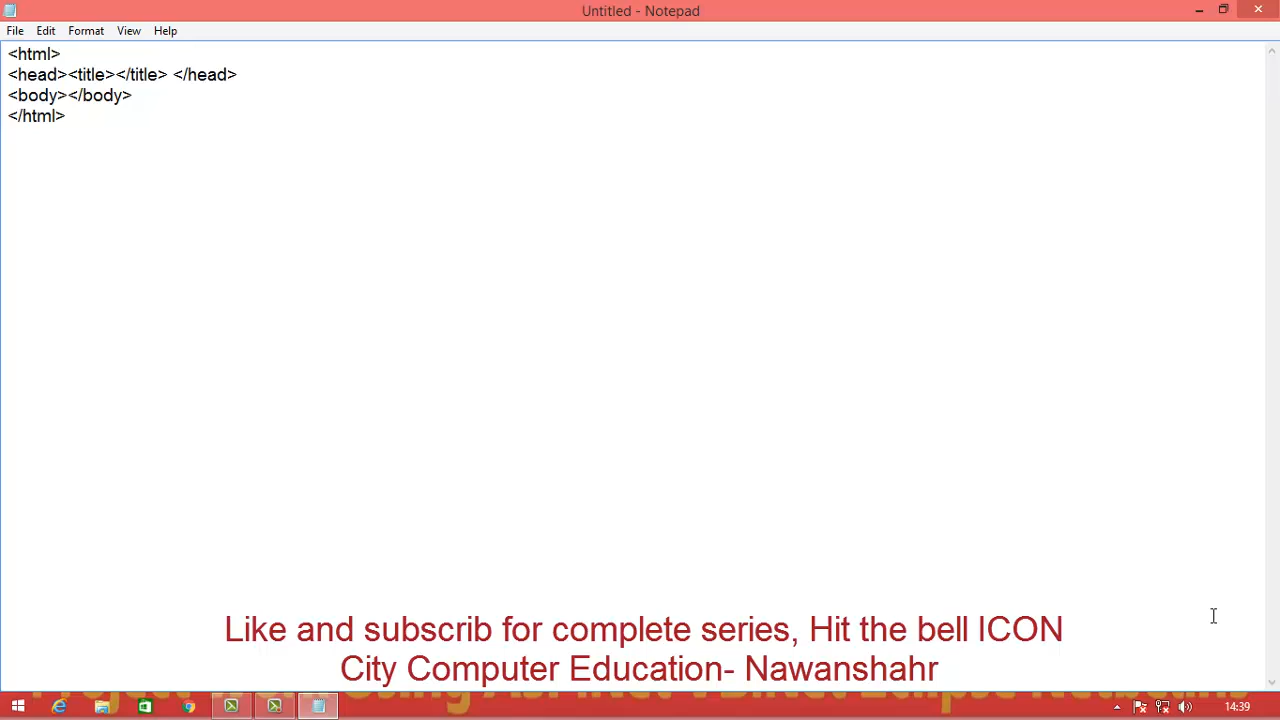 Untitled - Notepad
File Edit Format View Help
<html>
<head><title></title> </head>
<body></body>
</html>
Like and subscrib for complete series, Hit the bell ICON
City Computer Education- Nawanshahr
14:39